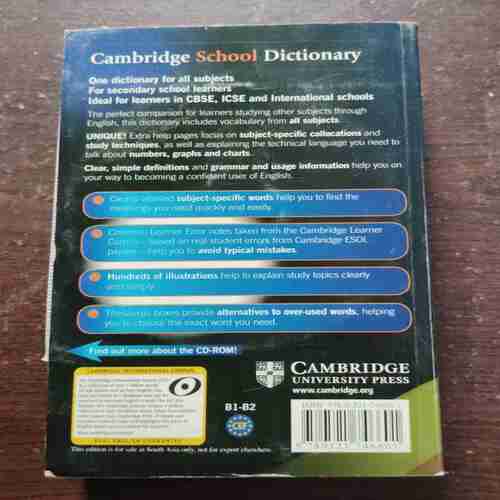 Cambridge School Dictionary
One dictionary for all subjects
For secondary school learners
Ideal for learners in CBSE, ICSE and International schools
The perfect companion for learners studying other subjects through
English, this dictionary includes vocabulary from all subjects.
UNIQUE! Extra help pages focus on subject-specific collocations and
study techniques, as well as explaining the technical language you need to
talk about numbers, graphs and charts.
Clear, simple definitions and grammar and usage information help you on
your way to becoming a confident user of English.
Clearly labelled subject-specific words help you to find the
meanings you need quickly and easily.
Common Learner Error notes taken from the Cambridge Learner
Corpus, based on real student errors from Cambridge ESOL
papers, help you to avoid typical mistakes.
Hundreds of illustrations help to explain study topics clearly
and simply.
Thesaurus boxes provide alternatives to over-used words, helping
you to choose the exact word you need.
Find out more about the CD-ROM!
CAMBRIDGE
UNIVERSITY PRESS
www.cambridge.org
CAMBRIDGE INTERNATIONAL CORPUS
REAL ENGLISH GUARANTEE
B1-B2
This edition is for sale in South Asia only, not for export elsewhere.